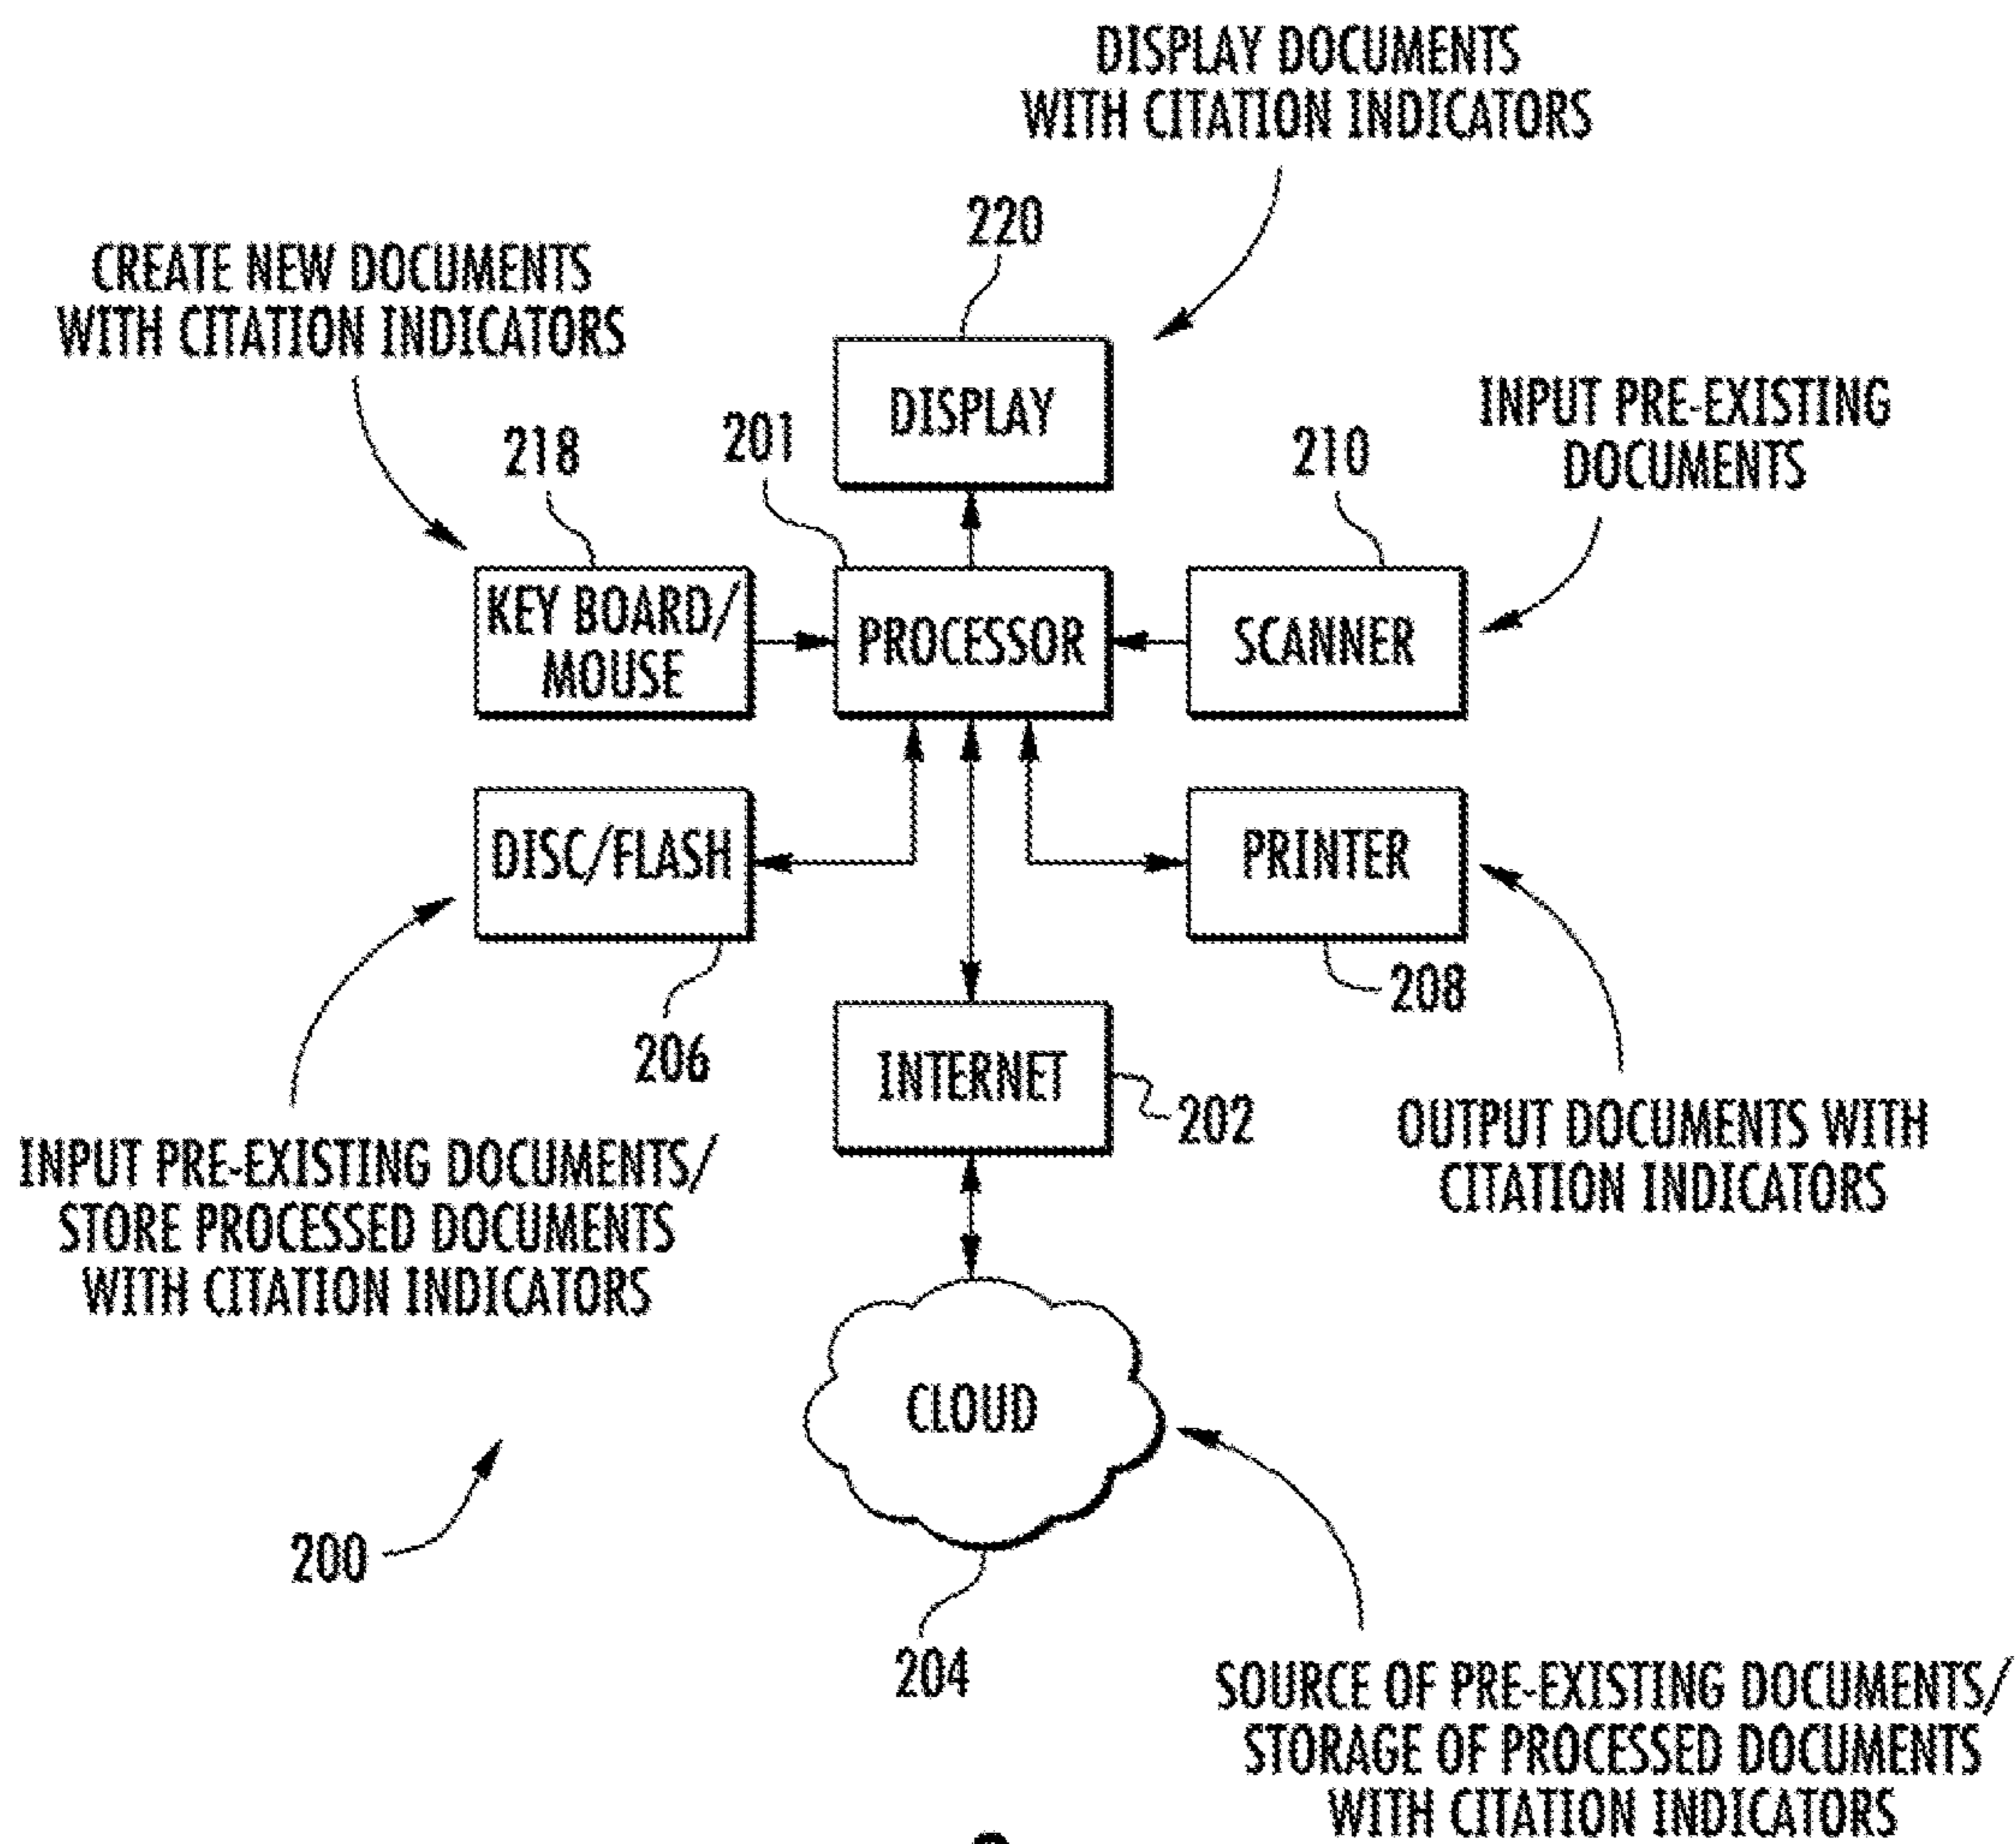 DISPLAY DOCUMENTS
WITH CITATION INDICATORS
220
CREATE NEW DOCUMENTS
WITH CITATION INDICATORS
DISPLAY
INPUT PRE-EXISTING
DOCUMENTS
218
201
210
KEY BOARD/
MOUSE
PROCESSOR
SCANNER
DISC/FLASH
PRINTER
206
208
INTERNET
202
INPUT PRE-EXISTING DOCUMENTS/
STORE PROCESSED DOCUMENTS
WITH CITATION INDICATORS
OUTPUT DOCUMENTS WITH
CITATION INDICATORS
CLOUD
200
204
SOURCE OF PRE-EXISTING DOCUMENTS/
STORAGE OF PROCESSED DOCUMENTS
WITH CITATION INDICATORS